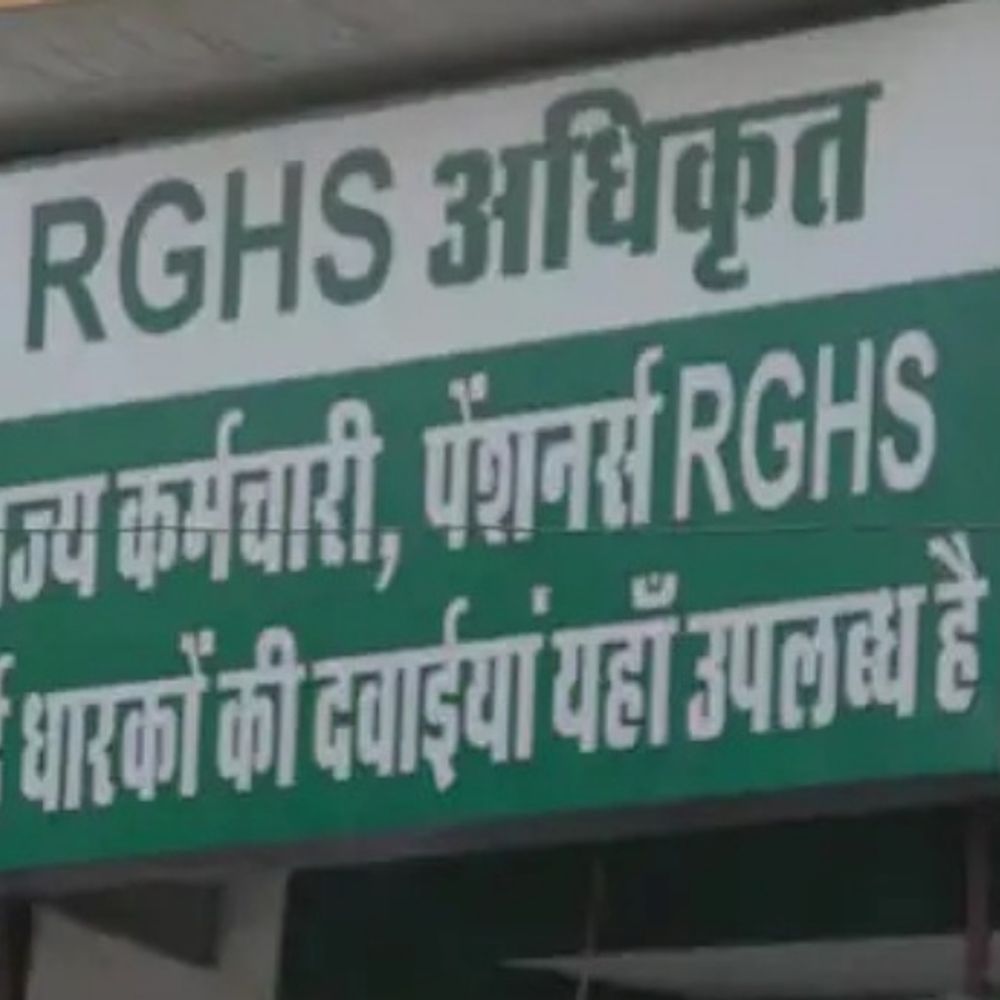 RGHS अधिकृत
कर्मचारी, पेंशनर्स RGHS
धारकों की दवाईयां यहाँ उपलब्ध है